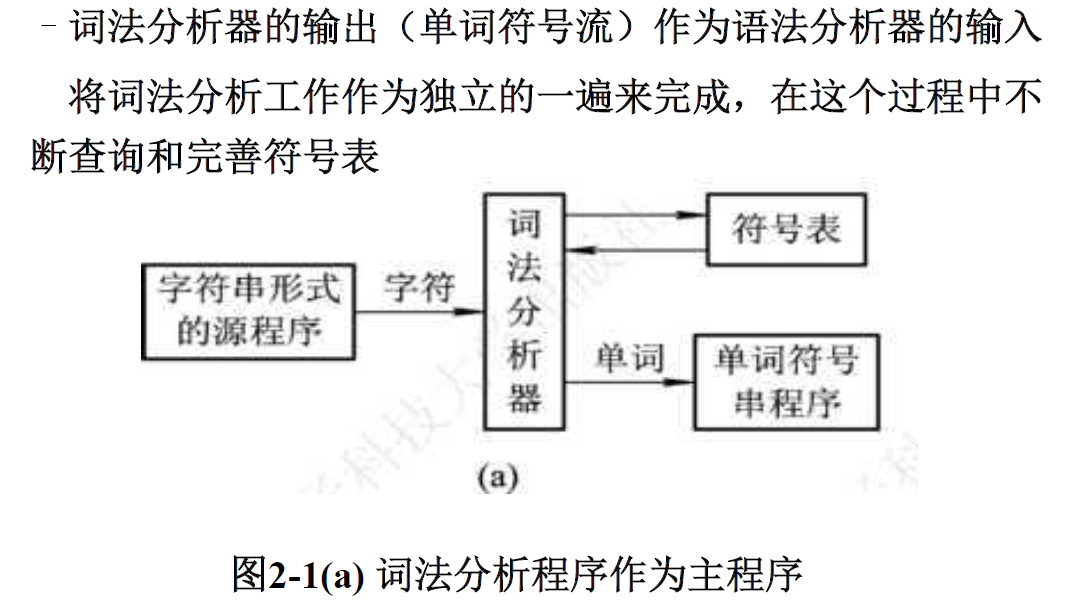 - 词法分析器的输出（单词符号流）作为语法分析器的输入
将词法分析工作作为独立的一遍来完成，在这个过程中不
断查询和完善符号表
字符串形式
的源程序
字符
词
法
分
析
器
符号表
单词
单词符号
串程序
(a)
图2-1(a) 词法分析程序作为主程序